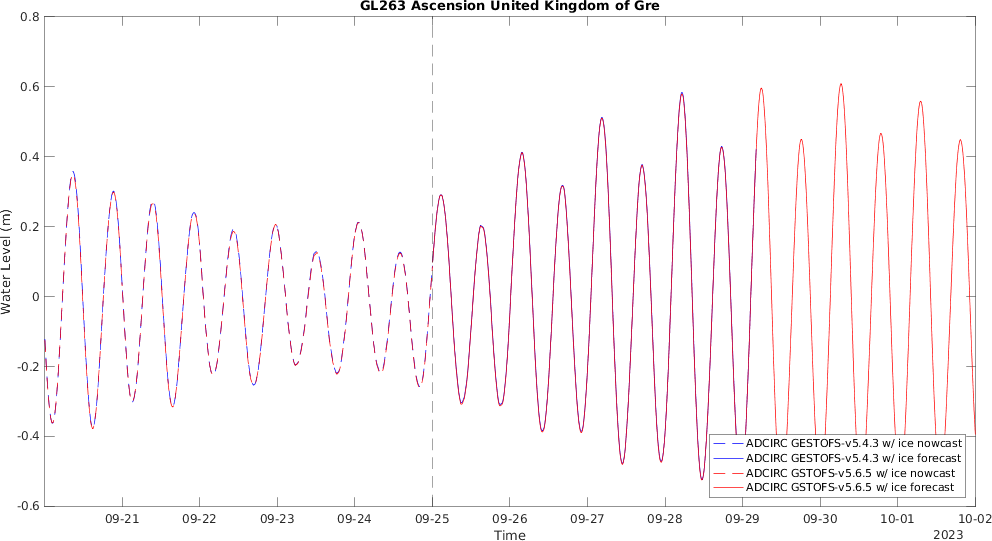 GL263 Ascension United Kingdom of Gre
0.8
0.6
0.4
0.2
0
-0.2
-0.4
-0.6
Water Level (m)
ADCIRC GESTOFS-v5.4.3 w/ ice nowcast
ADCIRC GESTOFS-v5.4.3 w/ ice forecast
ADCIRC GSTOFS-v5.6.5 w/ ice nowcast
ADCIRC GSTOFS-v5.6.5 w/ ice forecast
09-21 09-22 09-23 09-24 09-25 09-26 09-27 09-28 09-29 09-30 10-01 10-02
Time
2023